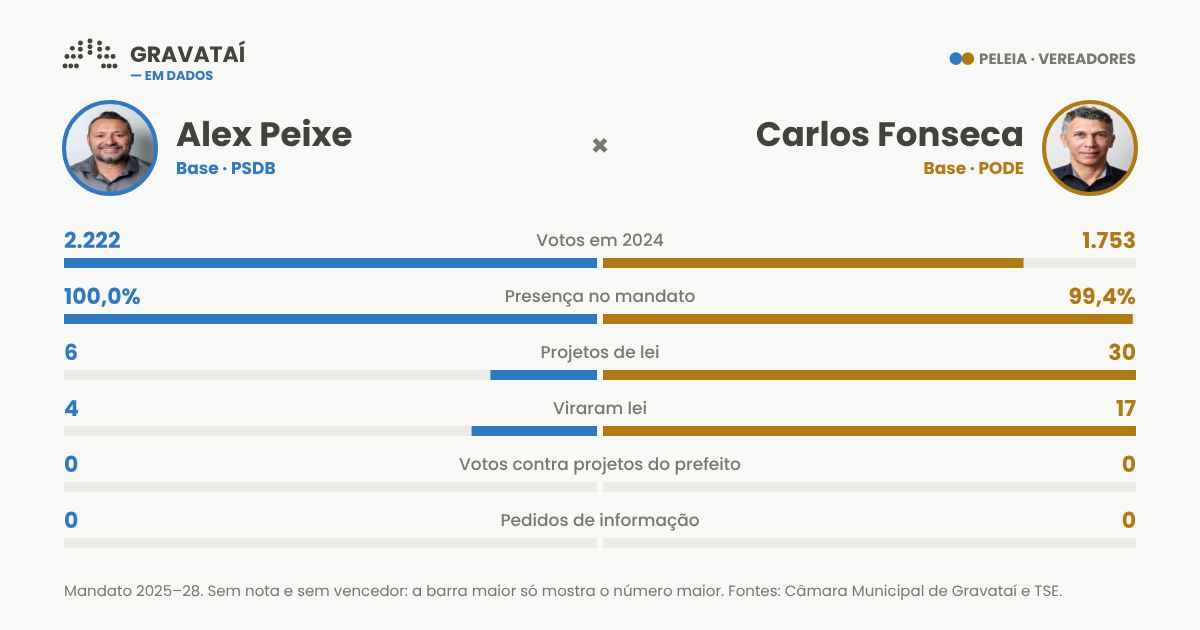 GRAVATAÍ
— EM DADOS
PELEIA · VEREADORES
Alex Peixe
Base · PSDB
×
Carlos Fonseca
Base · PODE
2.222 Votos em 2024 1.753
100,0% Presença no mandato 99,4%
6 Projetos de lei 30
4 Viraram lei 17
0 Votos contra projetos do prefeito 0
0 Pedidos de informação 0
Mandato 2025–28. Sem nota e sem vencedor: a barra maior só mostra o número maior. Fontes: Câmara Municipal de Gravataí e TSE.